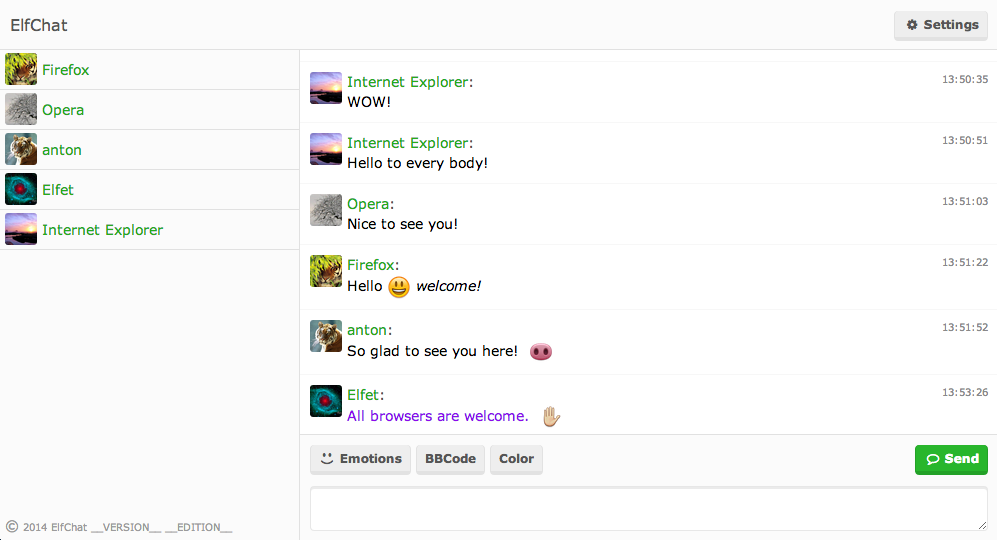 ElfChat
Settings
Firefox
Opera
anton
Elfet
Internet Explorer
© 2014 ElfChat __VERSION__ __EDITION__
Internet Explorer: 13:50:35
WOW!
Internet Explorer: 13:50:51
Hello to every body!
Opera: 13:51:03
Nice to see you!
Firefox: 13:51:22
Hello 😃 welcome!
anton: 13:51:52
So glad to see you here! 🐽
Elfet: 13:53:26
All browsers are welcome. ✋
Emotions BBCode Color Send